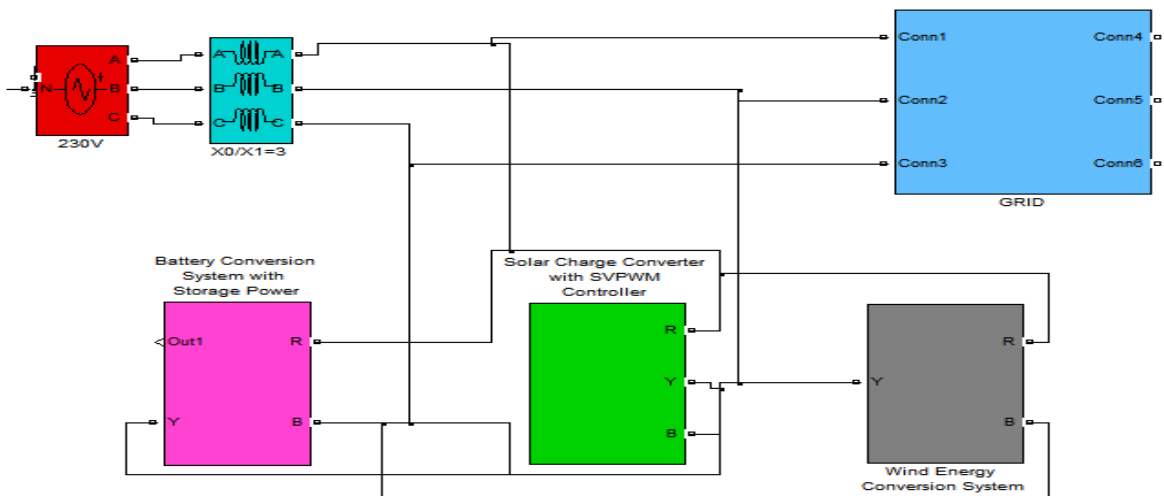 A
N
B
C
230V
A A
B B
C C
X0/X1=3
Conn1
Conn2
Conn3
Conn4
Conn5
Conn6
GRID
Battery Conversion
System with
Storage Power
Out1
R
Y
B
Solar Charge Converter
with SVPWM
Controller
R
Y
B
R
Y
B
Wind Energy
Conversion System